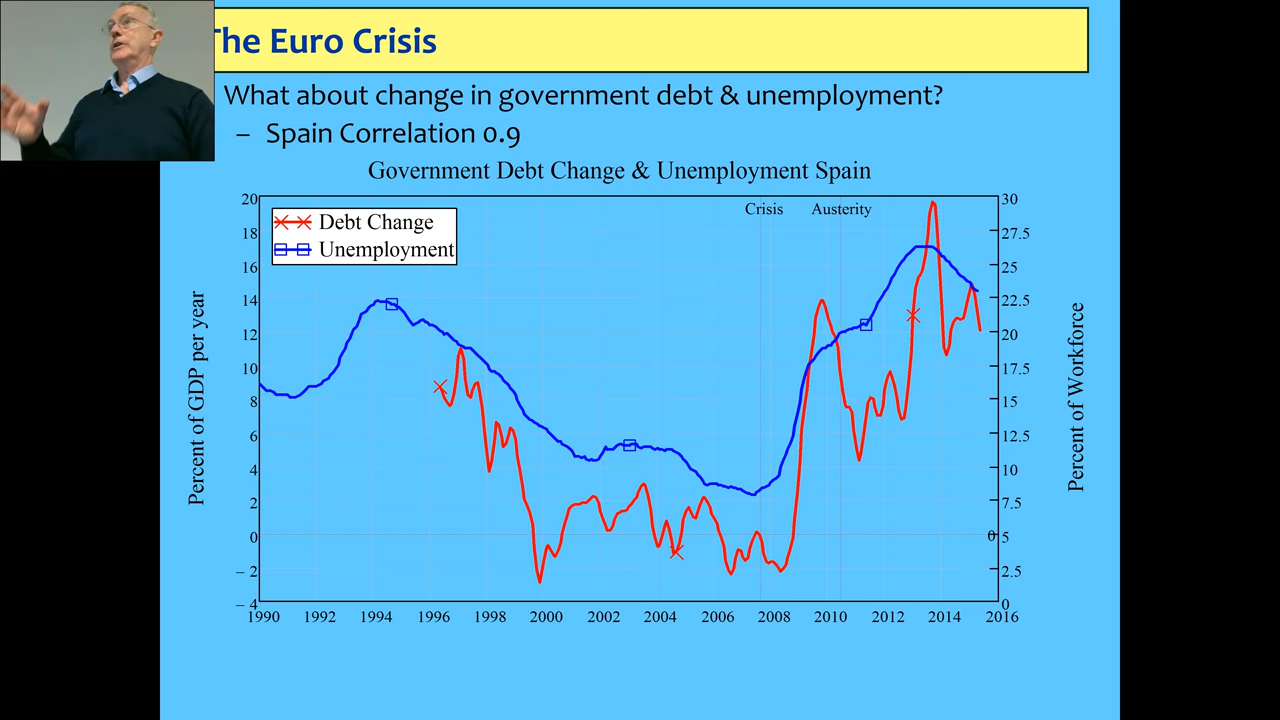 The Euro Crisis
What about change in government debt & unemployment?
– Spain Correlation 0.9
Government Debt Change & Unemployment Spain
Crisis Austerity
Debt Change
Unemployment
Percent of GDP per year
20
18
16
14
12
10
8
6
4
2
0
– 2
– 4
30
27.5
25
22.5
20
17.5
15
12.5
10
7.5
0 5
2.5
0
Percent of Workforce
1990 1992 1994 1996 1998 2000 2002 2004 2006 2008 2010 2012 2014 2016